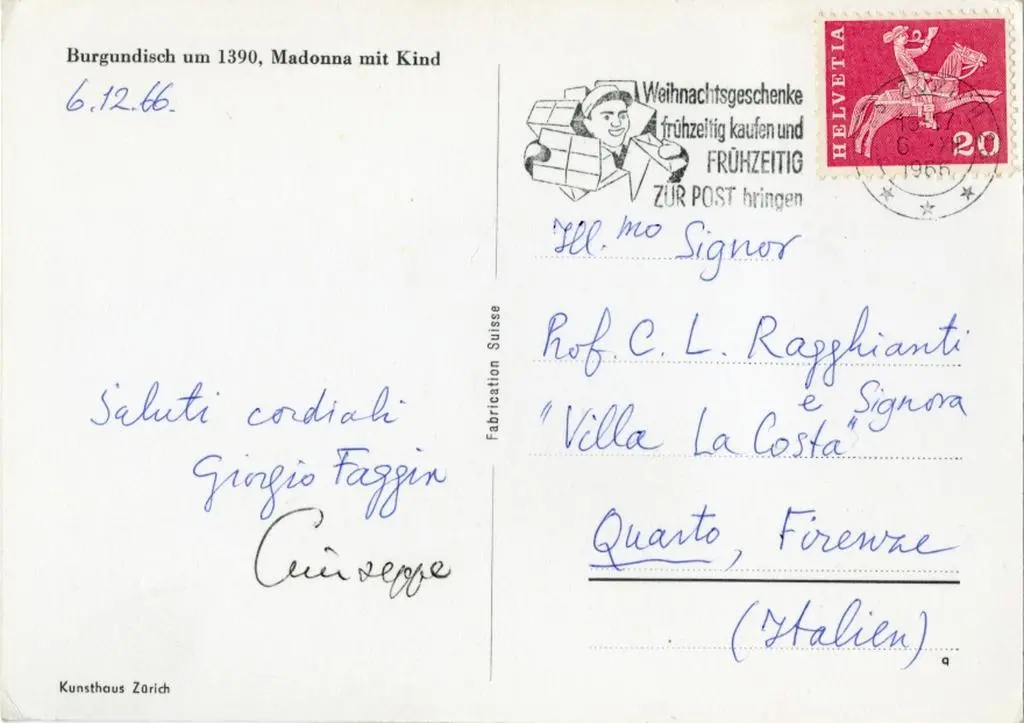 Burgundisch um 1390, Madonna mit Kind
6.12.66.
Saluti cordiali
Giorgio Faggin
Giuseppe
Kunsthaus Zürich
Fabrication Suisse
Weihnachtsgeschenke
frühzeitig kaufen und
FRÜHZEITIG
ZUR POST bringen
HELVETIA
20
1966
Ill.mo Signor
Prof. C. L. Ragghianti
e Signora
"Villa La Costa"
Quarto, Firenze
(Italien)
q